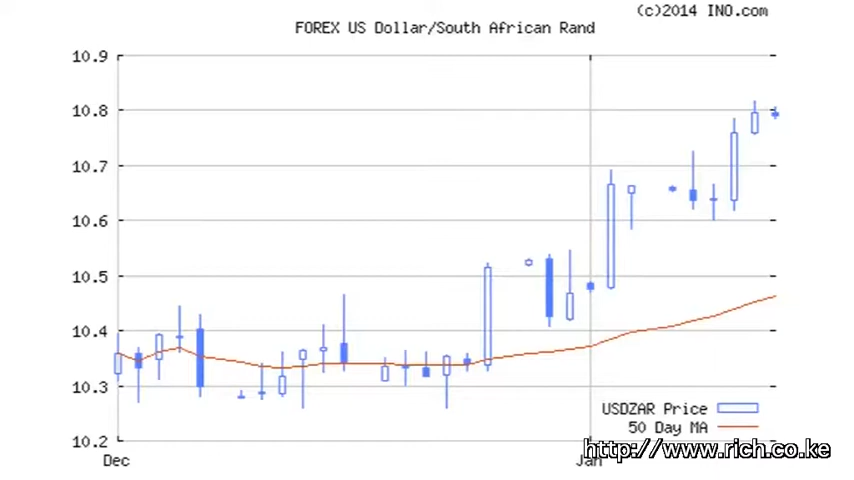 (c)2014 INO.com
FOREX US Dollar/South African Rand
10.9
10.8
10.7
10.6
10.5
10.4
10.3
10.2
USDZAR Price
50 Day MA
http://www.rich.co.ke
Dec
Jan